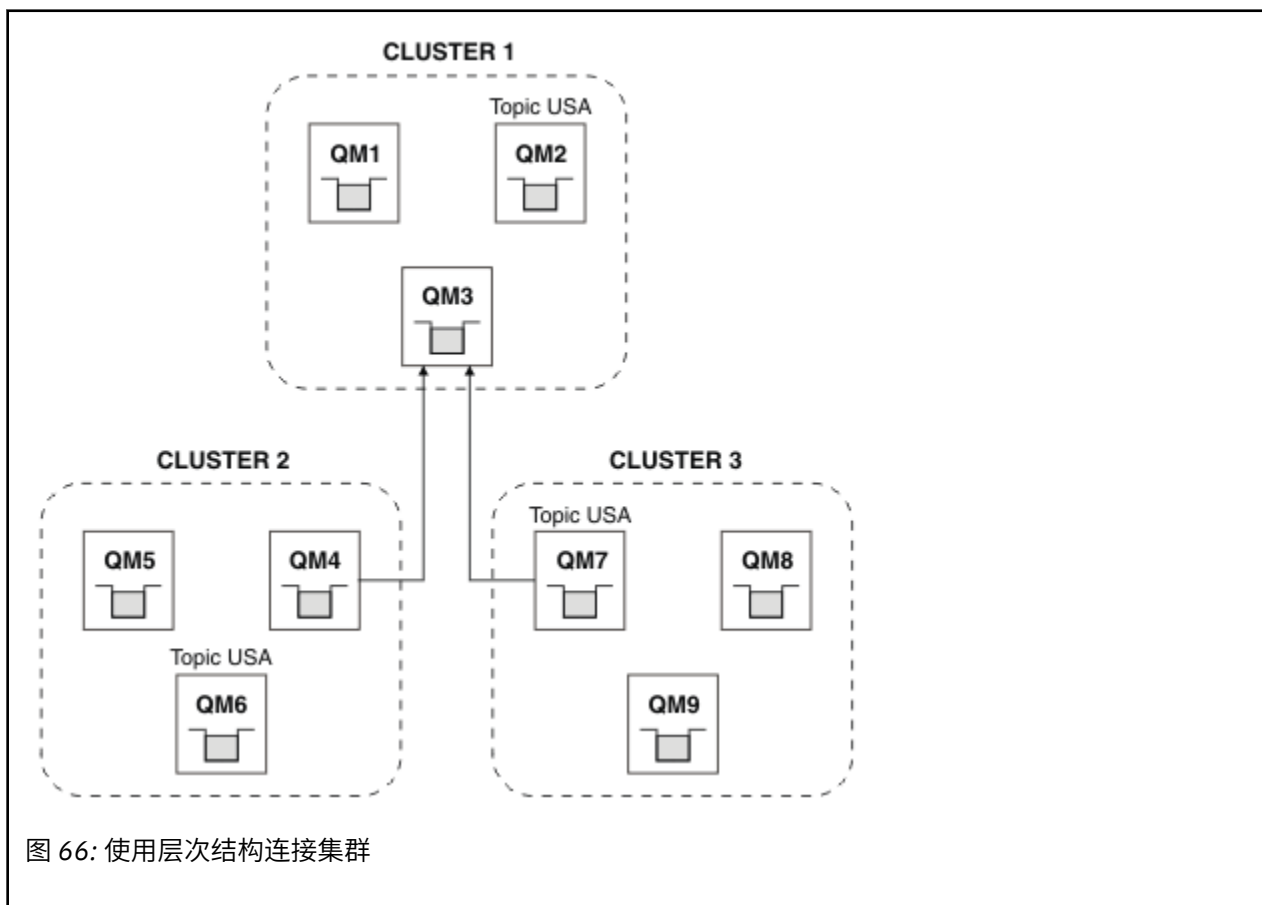 CLUSTER 1
Topic USA
QM1
QM2
QM3
CLUSTER 2
CLUSTER 3
Topic USA
QM5
QM4
QM7
QM8
Topic USA
QM6
QM9
图 66: 使用层次结构连接集群